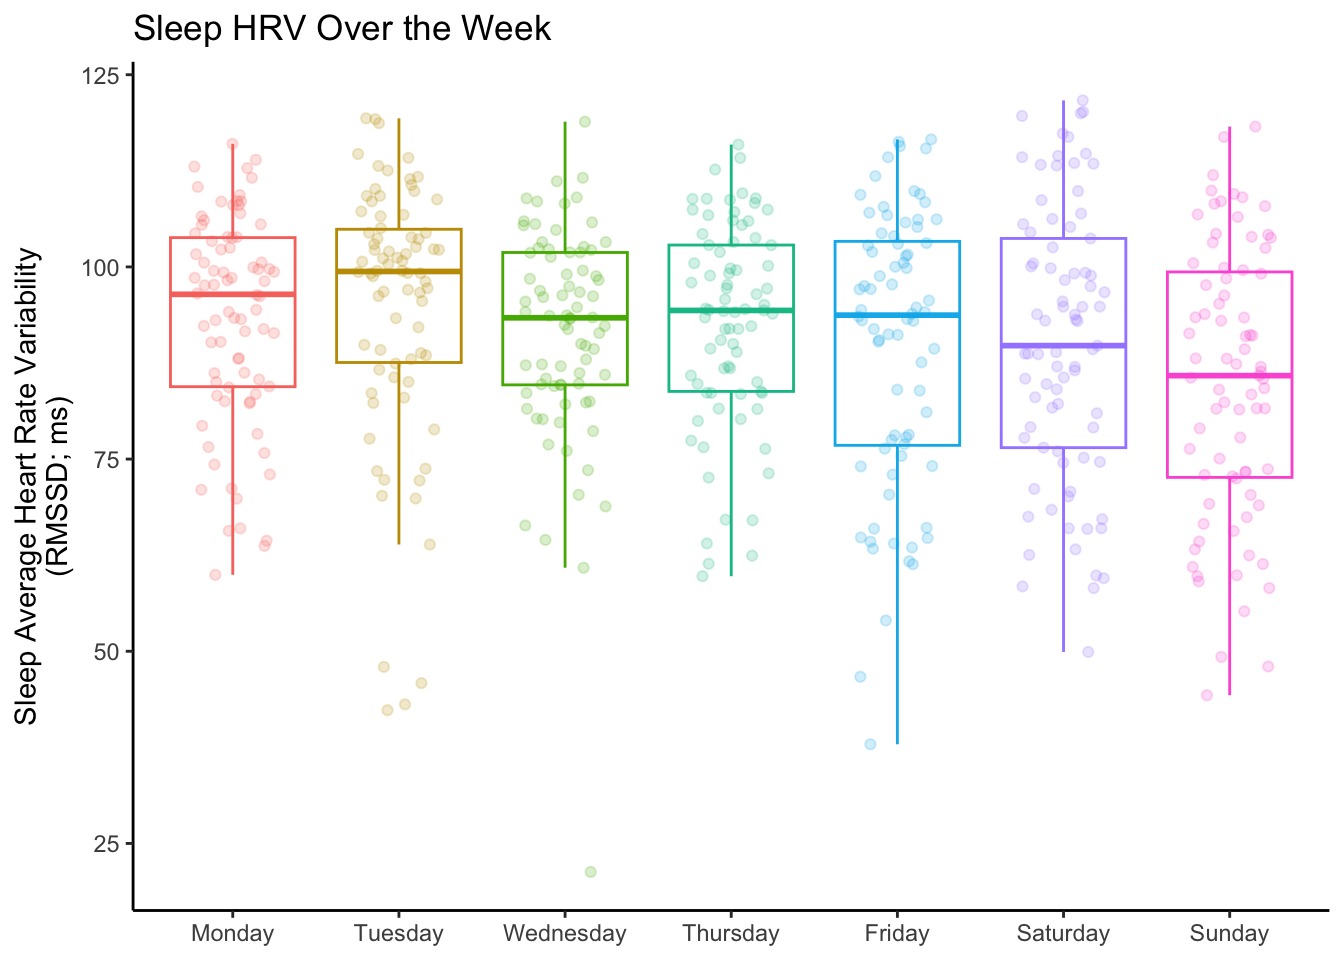 Sleep HRV Over the Week
Sleep Average Heart Rate Variability
(RMSSD; ms)
125
100
75
50
25
Monday
Tuesday
Wednesday
Thursday
Friday
Saturday
Sunday